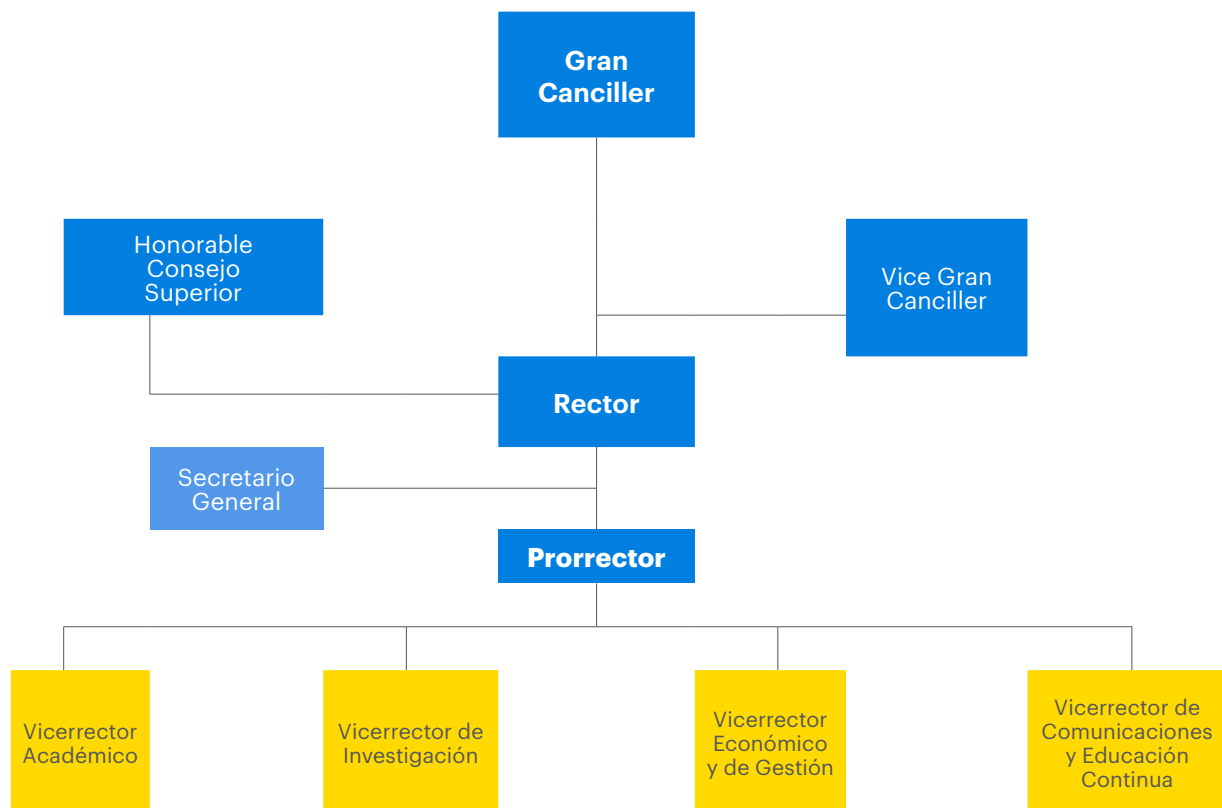 Gran
Canciller
Honorable
Consejo
Superior
Vice Gran
Canciller
Rector
Secretario
General
Prorrector
Vicerrector
Académico
Vicerrector de
Investigación
Vicerrector
Económico
y de Gestión
Vicerrector de
Comunicaciones
y Educación
Continua